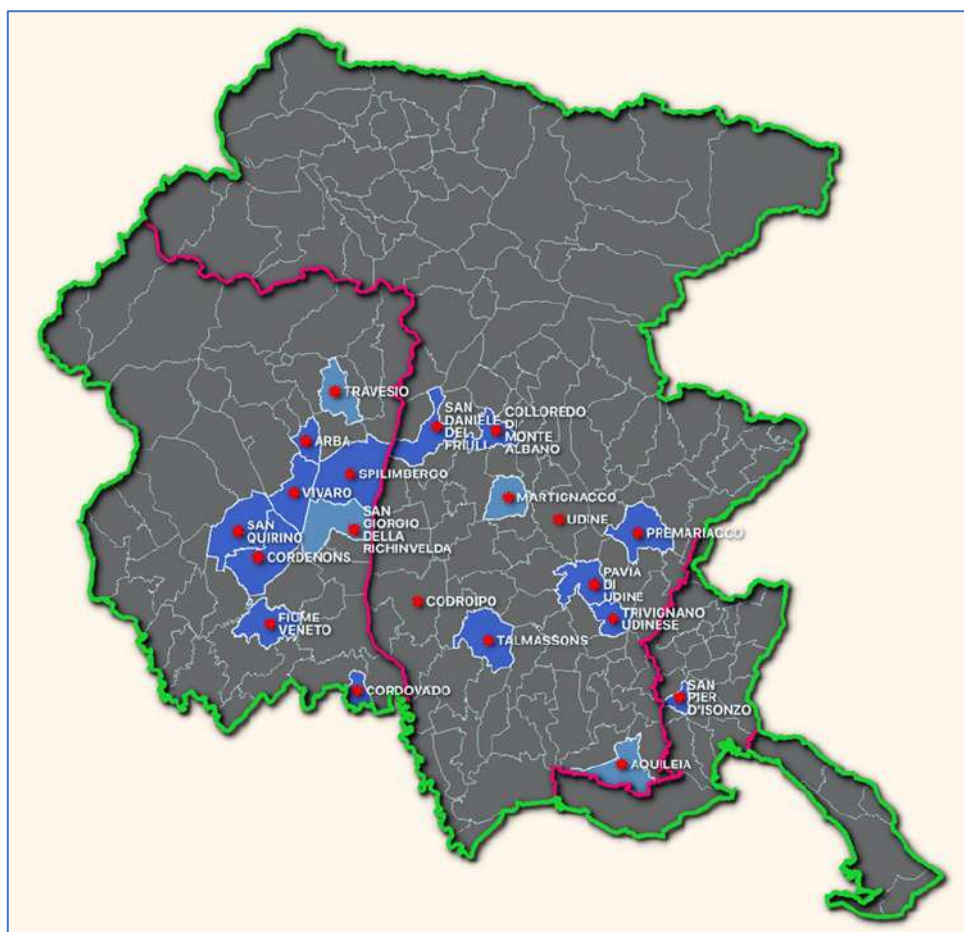 TRAVESIO
SAN
DANIELE
DEL
FRIULI
COLLOREDO
DI
MONTE
ALBANO
ARBA
SPILIMBERGO
VIVARO
MARTIGNACCO
SAN
GIORGIO
DELLA
RICHINVELDA
UDINE
SAN
QUIRINO
PREMARIACCO
CORDENONS
PAVIA
DI
UDINE
CODROIPO
TRIVIGNANO
UDINESE
FIUME
VENETO
TALMASSONS
CORDOVADO
SAN
PIER
D'ISONZO
AQUILEIA